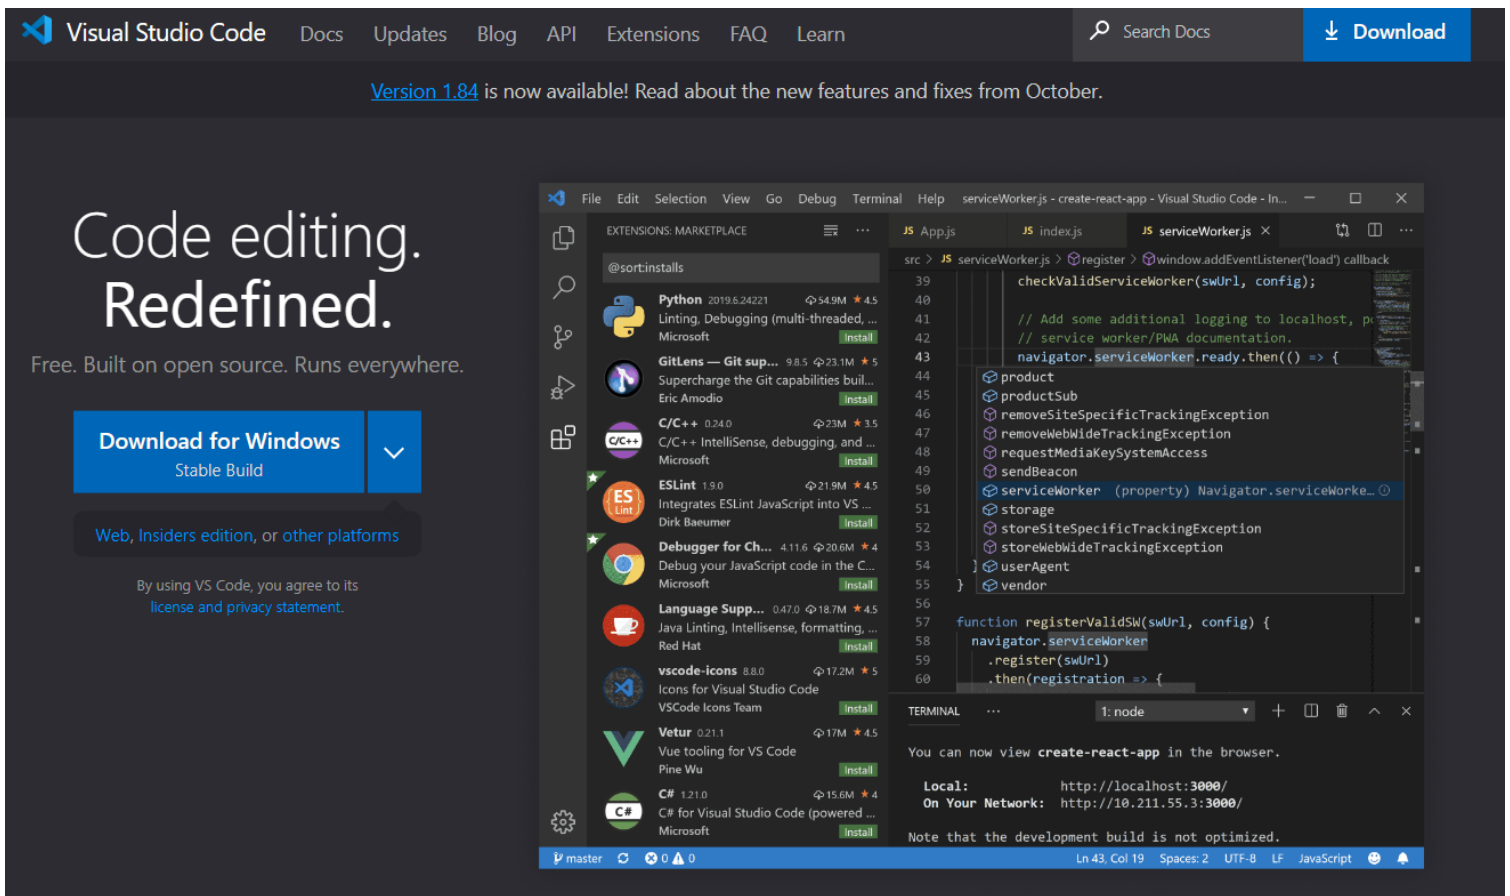 Visual Studio Code Docs Updates Blog API Extensions FAQ Learn Search Docs Download
Version 1.84 is now available! Read about the new features and fixes from October.
Code editing.
Redefined.
Free. Built on open source. Runs everywhere.
Download for Windows
Stable Build
Web, Insiders edition, or other platforms
By using VS Code, you agree to its
license and privacy statement.
File Edit Selection View Go Debug Terminal Help serviceWorker.js - create-react-app - Visual Studio Code - In...
EXTENSIONS: MARKETPLACE
@sort:installs
Python 2019.6.24221 54.9M 4.5
Linting, Debugging (multi-threaded, ...
Microsoft Install
GitLens — Git sup... 9.8.5 23.1M 5
Supercharge the Git capabilities buil...
Eric Amodio Install
C/C++
C/C++ 0.24.0 23M 3.5
C/C++ IntelliSense, debugging, and ...
Microsoft Install
ES
Lint
ESLint 1.9.0 21.9M 4.5
Integrates ESLint JavaScript into VS ...
Dirk Baeumer Install
Debugger for Ch... 4.11.6 20.6M 4
Debug your JavaScript code in the C...
Microsoft Install
Language Supp... 0.47.0 18.7M 4.5
Java Linting, Intellisense, formatting, ...
Red Hat Install
vscode-icons 8.8.0 17.2M 5
Icons for Visual Studio Code
VSCode Icons Team Install
Vetur 0.21.1 17M 4.5
Vue tooling for VS Code
Pine Wu Install
C#
C# 1.21.0 15.6M 4
C# for Visual Studio Code (powered ...
Microsoft Install
JS App.js JS index.js JS serviceWorker.js
src > JS serviceWorker.js > register > window.addEventListener('load') callback
39 checkValidServiceWorker(swUrl, config);
40
41 // Add some additional logging to localhost, p
42 // service worker/PWA documentation.
43 navigator.serviceWorker.ready.then(() => {
44 product
45 productSub
46 removeSiteSpecificTrackingException
47 removeWebWideTrackingException
48 requestMediaKeySystemAccess
49 sendBeacon
50 serviceWorker (property) Navigator.serviceWorke...
51 storage
52 storeSiteSpecificTrackingException
53 storeWebWideTrackingException
54 } userAgent
55 } vendor
56
57 function registerValidSW(swUrl, config) {
58 navigator.serviceWorker
59 .register(swUrl)
60 .then(registration => {
TERMINAL ... 1: node
You can now view create-react-app in the browser.
Local: http://localhost:3000/
On Your Network: http://10.211.55.3:3000/
Note that the development build is not optimized.
master 0 0 Ln 43, Col 19 Spaces: 2 UTF-8 LF JavaScript